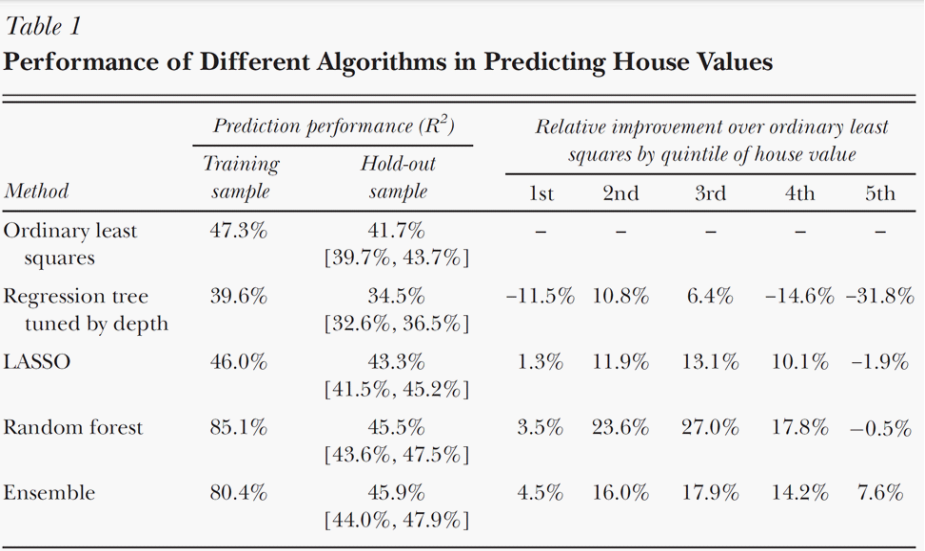 Table 1
Performance of Different Algorithms in Predicting House Values
Prediction performance (R²) Relative improvement over ordinary least
squares by quintile of house value
Training Hold-out
Method sample sample 1st 2nd 3rd 4th 5th
Ordinary least 47.3% 41.7% – – – – –
squares [39.7%, 43.7%]
Regression tree 39.6% 34.5% –11.5% 10.8% 6.4% –14.6% –31.8%
tuned by depth [32.6%, 36.5%]
LASSO 46.0% 43.3% 1.3% 11.9% 13.1% 10.1% –1.9%
[41.5%, 45.2%]
Random forest 85.1% 45.5% 3.5% 23.6% 27.0% 17.8% –0.5%
[43.6%, 47.5%]
Ensemble 80.4% 45.9% 4.5% 16.0% 17.9% 14.2% 7.6%
[44.0%, 47.9%]